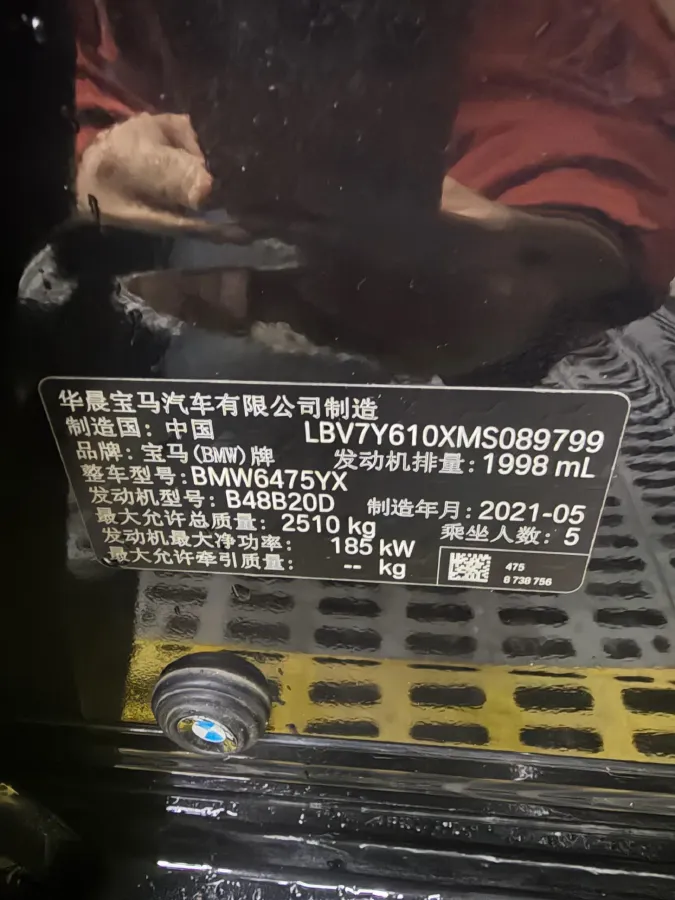 华晨宝马汽车有限公司制造
制造国：中国 LBV7Y610XMS089799
品牌：宝马(BMW)牌 发动机排量：1998 mL
整车型号：BMW6475YX
发动机型号：B48B20D 制造年月：2021-05
最大允许总质量： 2510 kg 乘坐人数：5
发动机最大净功率： 185 kW
最大允许牵引质量： -- kg
475
8 738 756